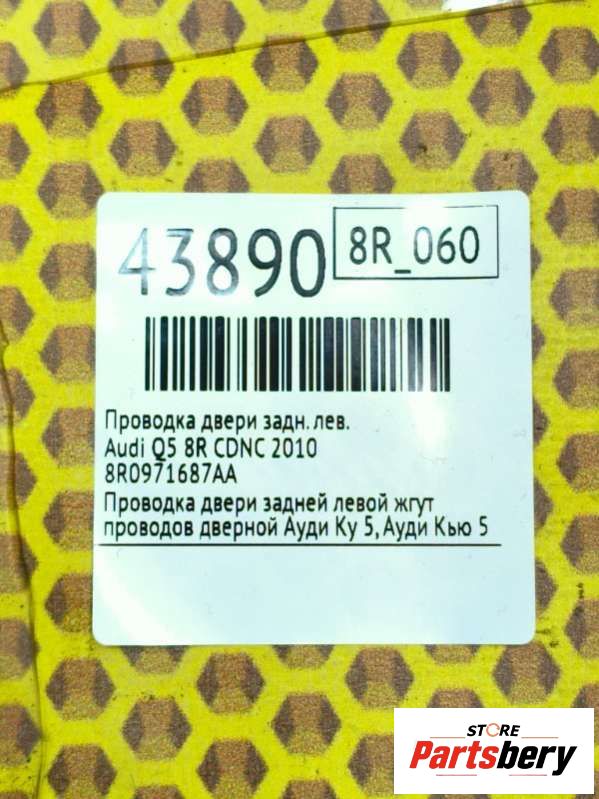 43890
8R_060
Проводка двери задн. лев.
Audi Q5 8R CDNC 2010
8R0971687AA
Проводка двери задней левой жгут
проводов дверной Ауди Ку 5, Ауди Кью 5
STORE
Partsbery